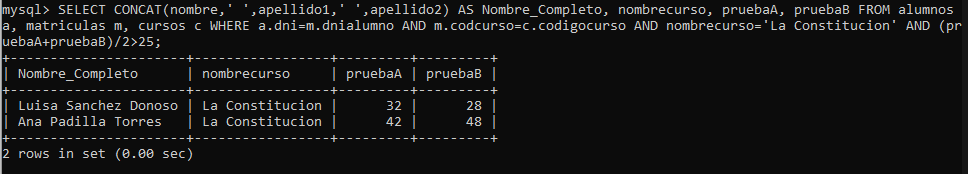 mysql> SELECT CONCAT(nombre,' ',apellido1,' ',apellido2) AS Nombre_Completo, nombrecurso, pruebaA, pruebaB FROM alumnos
a, matriculas m, cursos c WHERE a.dni=m.dnialumno AND m.codcurso=c.codigocurso AND nombrecurso='La Constitucion' AND (pr
uebaA+pruebaB)/2>25;
+-----------------------+-----------------+---------+---------+
| Nombre_Completo       | nombrecurso     | pruebaA | pruebaB |
+-----------------------+-----------------+---------+---------+
| Luisa Sanchez Donoso | La Constitucion |      32 |      28 |
| Ana Padilla Torres   | La Constitucion |      42 |      48 |
+-----------------------+-----------------+---------+---------+
2 rows in set (0.00 sec)